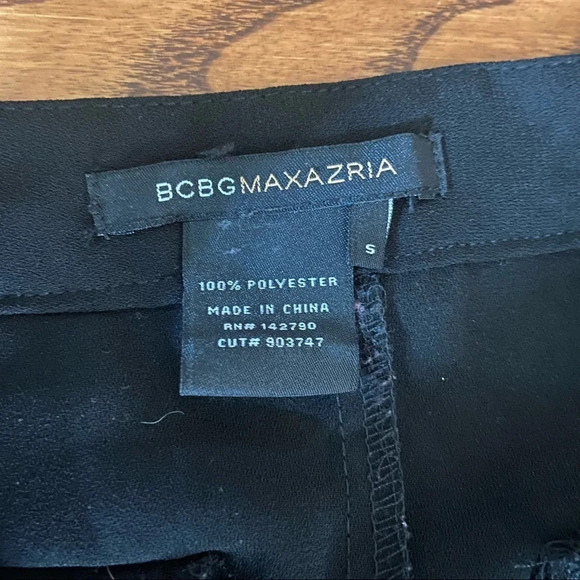 BCBGMAXAZRIA
S
100% POLYESTER
MADE IN CHINA
RN# 142790
CUT# 903747